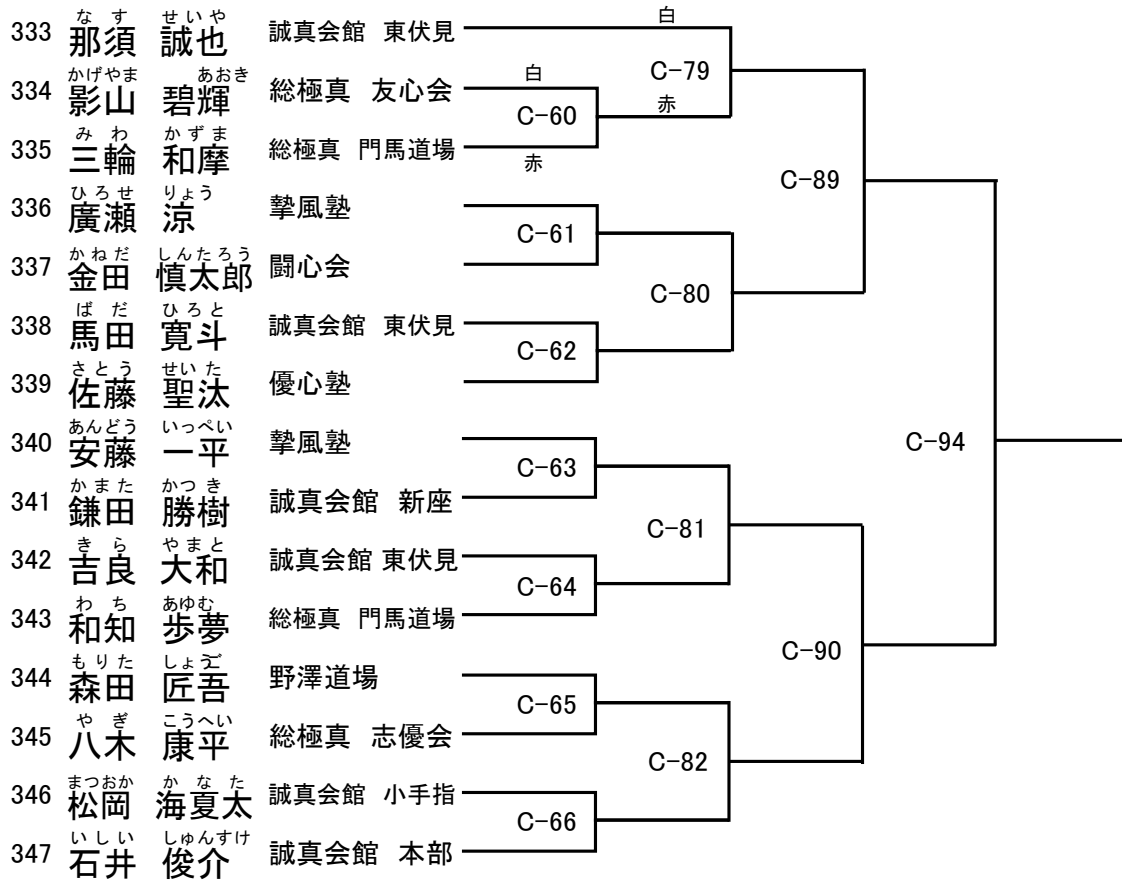 なす せいや
333 那須 誠也 誠真会館 東伏見
かげやま あおき
334 影山 碧輝 総極真 友心会
みわ かずま
335 三輪 和摩 総極真 門馬道場
ひろせ りょう
336 廣瀬 涼 摯風塾
かねだ しんたろう
337 金田 慎太郎 闘心会
ばだ ひろと
338 馬田 寛斗 誠真会館 東伏見
さとう せいた
339 佐藤 聖汰 優心塾
あんどう いっぺい
340 安藤 一平 摯風塾
かまた かつき
341 鎌田 勝樹 誠真会館 新座
きら やまと
342 吉良 大和 誠真会館 東伏見
わち あゆむ
343 和知 歩夢 総極真 門馬道場
もりた しょうご
344 森田 匠吾 野澤道場
やぎ こうへい
345 八木 康平 総極真 志優会
まつおか かなた
346 松岡 海夏太 誠真会館 小手指
いしい しゅんすけ
347 石井 俊介 誠真会館 本部
白
赤
C-60
C-61
C-62
C-63
C-64
C-65
C-66
白
C-79
赤
C-80
C-81
C-82
C-89
C-90
C-94